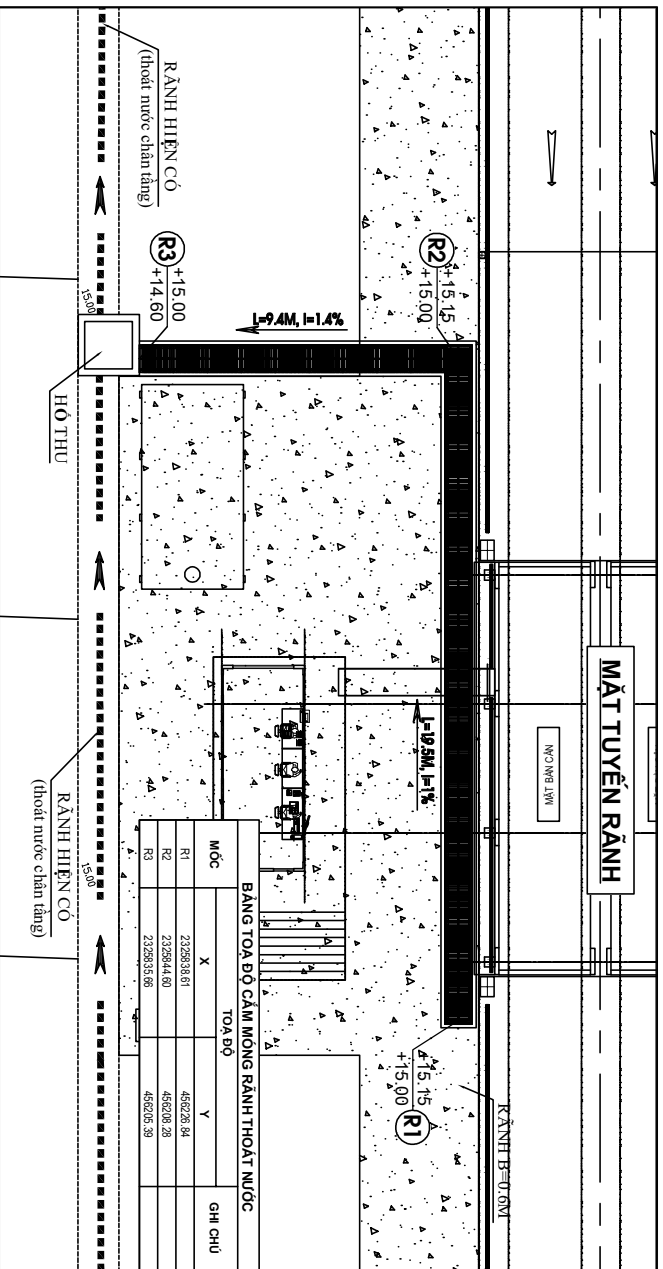 MẶT TUYẾN RÃNH
MẶT BÀN CÂN
RÃNH HIỆN CÓ
(thoát nước chân tầng)
R3
+15.00
+14.60
R2
+15.15
+15.00
L=9.4M, I=1.4%
15.00
HỐ THU
L=19.5M, I=1%
R1
+15.15
+15.00
RÃNH B=0.6M
RÃNH HIỆN CÓ
(thoát nước chân tầng)
15.00
BẢNG TOẠ ĐỘ CẮM MÓNG RÃNH THOÁT NƯỚC
MỐC TOẠ ĐỘ GHI CHÚ
X Y
R1 2325838.61 456226.84
R2 2325844.60 456208.28
R3 2325835.66 456205.39